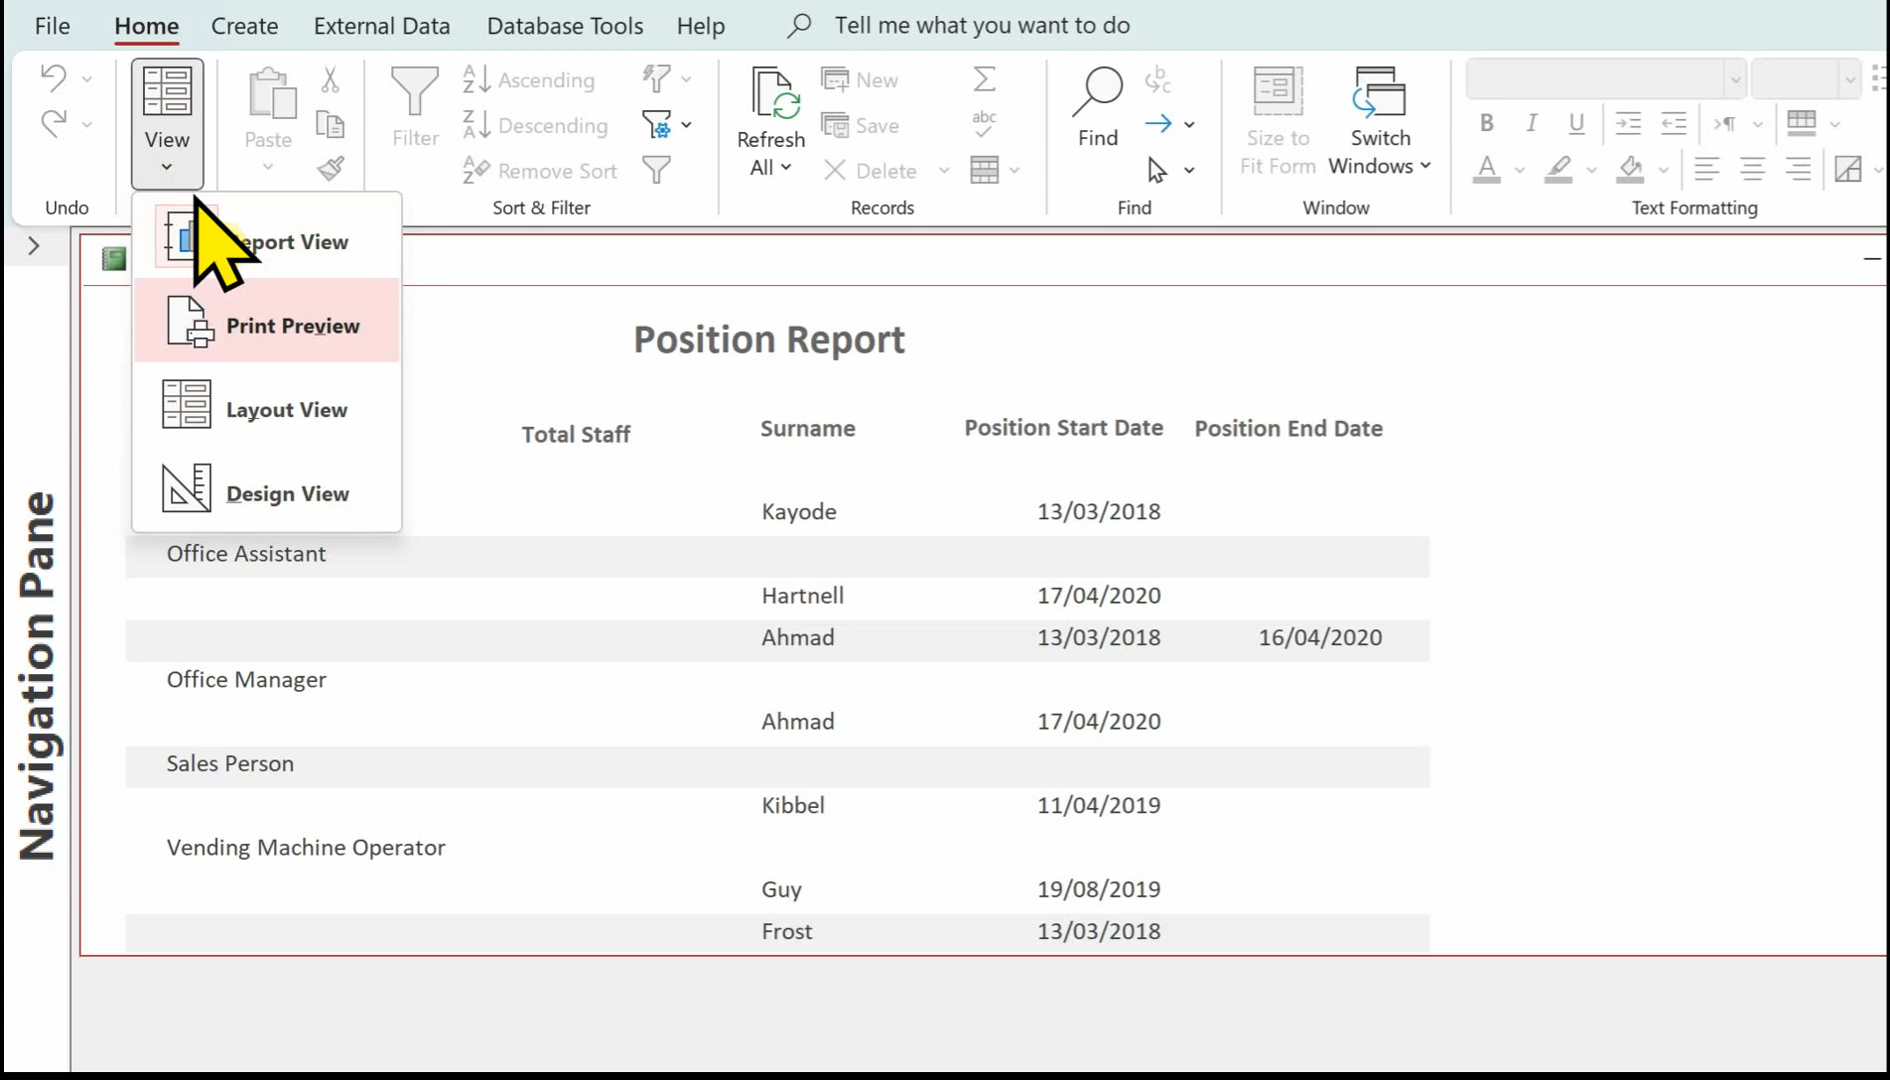 File Home Create External Data Database Tools Help Tell me what you want to do
View
Paste
Filter
Ascending
Descending
Remove Sort
Refresh
All
New
Save
Delete
abc
Find
Size to
Fit Form
Switch
Windows
B I U
A
Undo
Sort & Filter
Records
Find
Window
Text Formatting
Report View
Print Preview
Layout View
Design View
Navigation Pane
Position Report
Total Staff Surname Position Start Date Position End Date
Kayode 13/03/2018
Office Assistant
Hartnell 17/04/2020
Ahmad 13/03/2018 16/04/2020
Office Manager
Ahmad 17/04/2020
Sales Person
Kibbel 11/04/2019
Vending Machine Operator
Guy 19/08/2019
Frost 13/03/2018